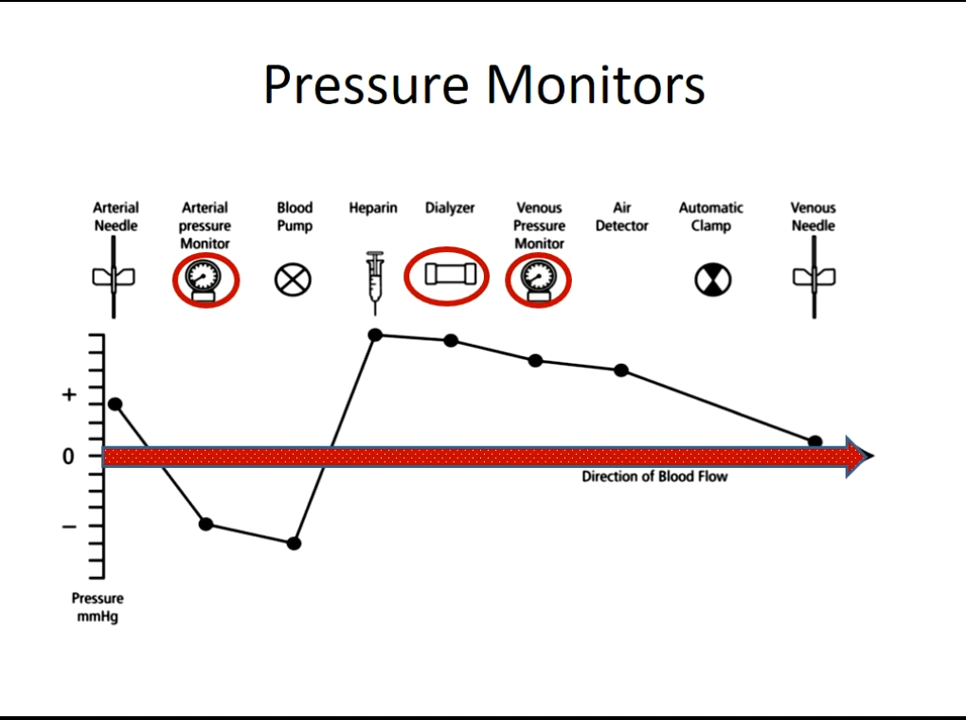 Pressure Monitors
Arterial Needle
Arterial pressure Monitor
Blood Pump
Heparin
Dialyzer
Venous Pressure Monitor
Air Detector
Automatic Clamp
Venous Needle
+
0
Direction of Blood Flow
−
Pressure
mmHg